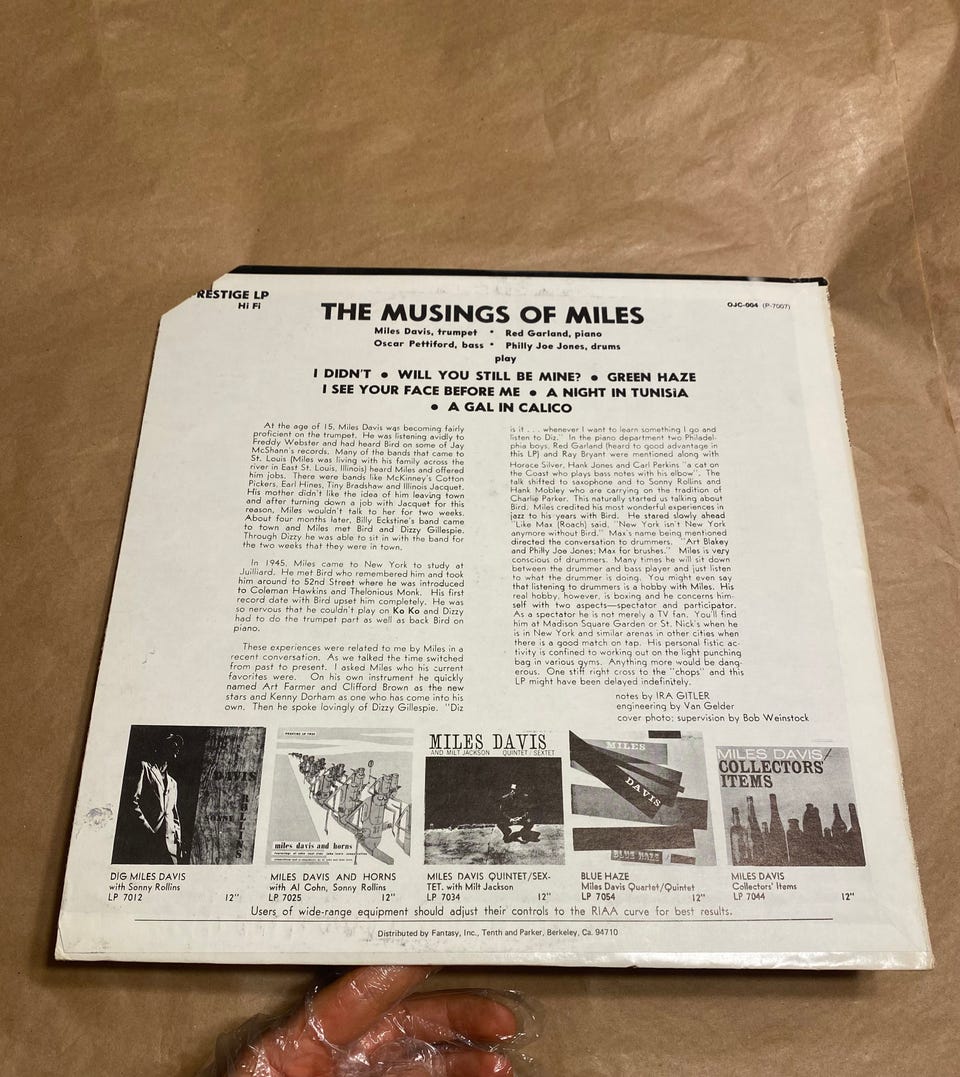 RESTIGE LP
Hi Fi
OJC-004 (P-7007)
THE MUSINGS OF MILES
Miles Davis, trumpet • Red Garland, piano
Oscar Pettiford, bass • Philly Joe Jones, drums
play
I DIDN'T • WILL YOU STILL BE MINE? • GREEN HAZE
I SEE YOUR FACE BEFORE ME • A NIGHT IN TUNISIA
• A GAL IN CALICO
At the age of 15, Miles Davis was becoming fairly
proficient on the trumpet. He was listening avidly to
Freddy Webster and had heard Bird on some of Jay
McShann's records. Many of the bands that came to
St. Louis (Miles was living with his family across the
river in East St. Louis, Illinois) heard Miles and offered
him jobs. There were bands like McKinney's Cotton
Pickers, Earl Hines, Tiny Bradshaw and Illinois Jacquet.
His mother didn't like the idea of him leaving town
and after turning down a job with Jacquet for this
reason, Miles wouldn't talk to her for two weeks.
About four months later, Billy Eckstine's band came
to town and Miles met Bird and Dizzy Gillespie.
Through Dizzy he was able to sit in with the band for
the two weeks that they were in town.
In 1945, Miles came to New York to study at
Juilliard. He met Bird who remembered him and took
him around to 52nd Street where he was introduced
to Coleman Hawkins and Thelonious Monk. His first
record date with Bird upset him completely. He was
so nervous that he couldn't play on Ko Ko and Dizzy
had to do the trumpet part as well as back Bird on
piano.
These experiences were related to me by Miles in a
recent conversation. As we talked the time switched
from past to present. I asked Miles who his current
favorites were. On his own instrument he quickly
named Art Farmer and Clifford Brown as the new
stars and Kenny Dorham as one who has come into his
own. Then he spoke lovingly of Dizzy Gillespie. "Diz
is it . . . whenever I want to learn something I go and
listen to Diz." In the piano department two Philadel-
phia boys, Red Garland (heard to good advantage in
this LP) and Ray Bryant were mentioned along with
Horace Silver, Hank Jones and Carl Perkins "a cat on
the Coast who plays bass notes with his elbow". The
talk shifted to saxophone and to Sonny Rollins and
Hank Mobley who are carrying on the tradition of
Charlie Parker. This naturally started us talking about
Bird. Miles credited his most wonderful experiences in
jazz to his years with Bird. He stared slowly ahead
"Like Max (Roach) said, "New York isn't New York
anymore without Bird." Max's name being mentioned
directed the conversation to drummers. "Art Blakey
and Philly Joe Jones; Max for brushes." Miles is very
conscious of drummers. Many times he will sit down
between the drummer and bass player and just listen
to what the drummer is doing. You might even say
that listening to drummers is a hobby with Miles. His
real hobby, however, is boxing and he concerns him-
self with two aspects—spectator and participator.
As a spectator he is not merely a TV fan. You'll find
him at Madison Square Garden or St. Nick's when he
is in New York and similar arenas in other cities when
there is a good match on tap. His personal fistic ac-
tivity is confined to working out on the light punching
bag in various gyms. Anything more would be dang-
erous. One stiff right cross to the "chops" and this
LP might have been delayed indefinitely.
notes by IRA GITLER
engineering by Van Gelder
cover photo; supervision by Bob Weinstock
DAVIS
SONNY
ROLLINS
miles davis and horns
MILES DAVIS
AND MILT JACKSON QUINTET/SEXTET
MILES
DAVIS
BLUE HAZE
MILES DAVIS/
COLLECTORS'
ITEMS
DIG MILES DAVIS
with Sonny Rollins
LP 7012 12"
MILES DAVIS AND HORNS
with Al Cohn, Sonny Rollins
LP 7025 12"
MILES DAVIS QUINTET/SEX-
TET. with Milt Jackson
LP 7034 12"
BLUE HAZE
Miles Davis Quartet/Quintet
LP 7054 12"
MILES DAVIS
Collectors' Items
LP 7044 12"
Users of wide-range equipment should adjust their controls to the RIAA curve for best results.
Distributed by Fantasy, Inc., Tenth and Parker, Berkeley, Ca. 94710